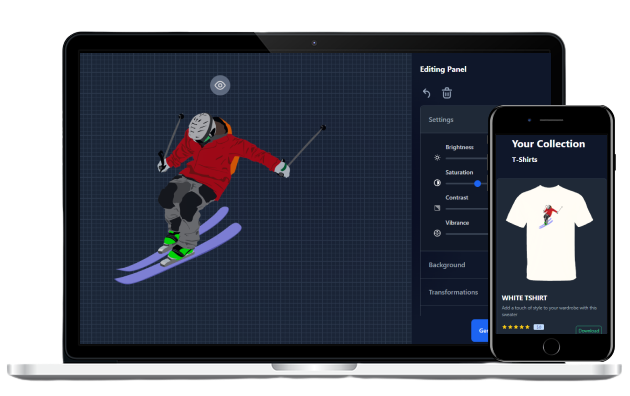 Editing Panel
Settings
Brightness
Saturation
Contrast
Vibrance
Background
Transformations
Your Collection
T-Shirts
WHITE TSHIRT
Add a touch of style to your wardrobe with this
sweater
Download